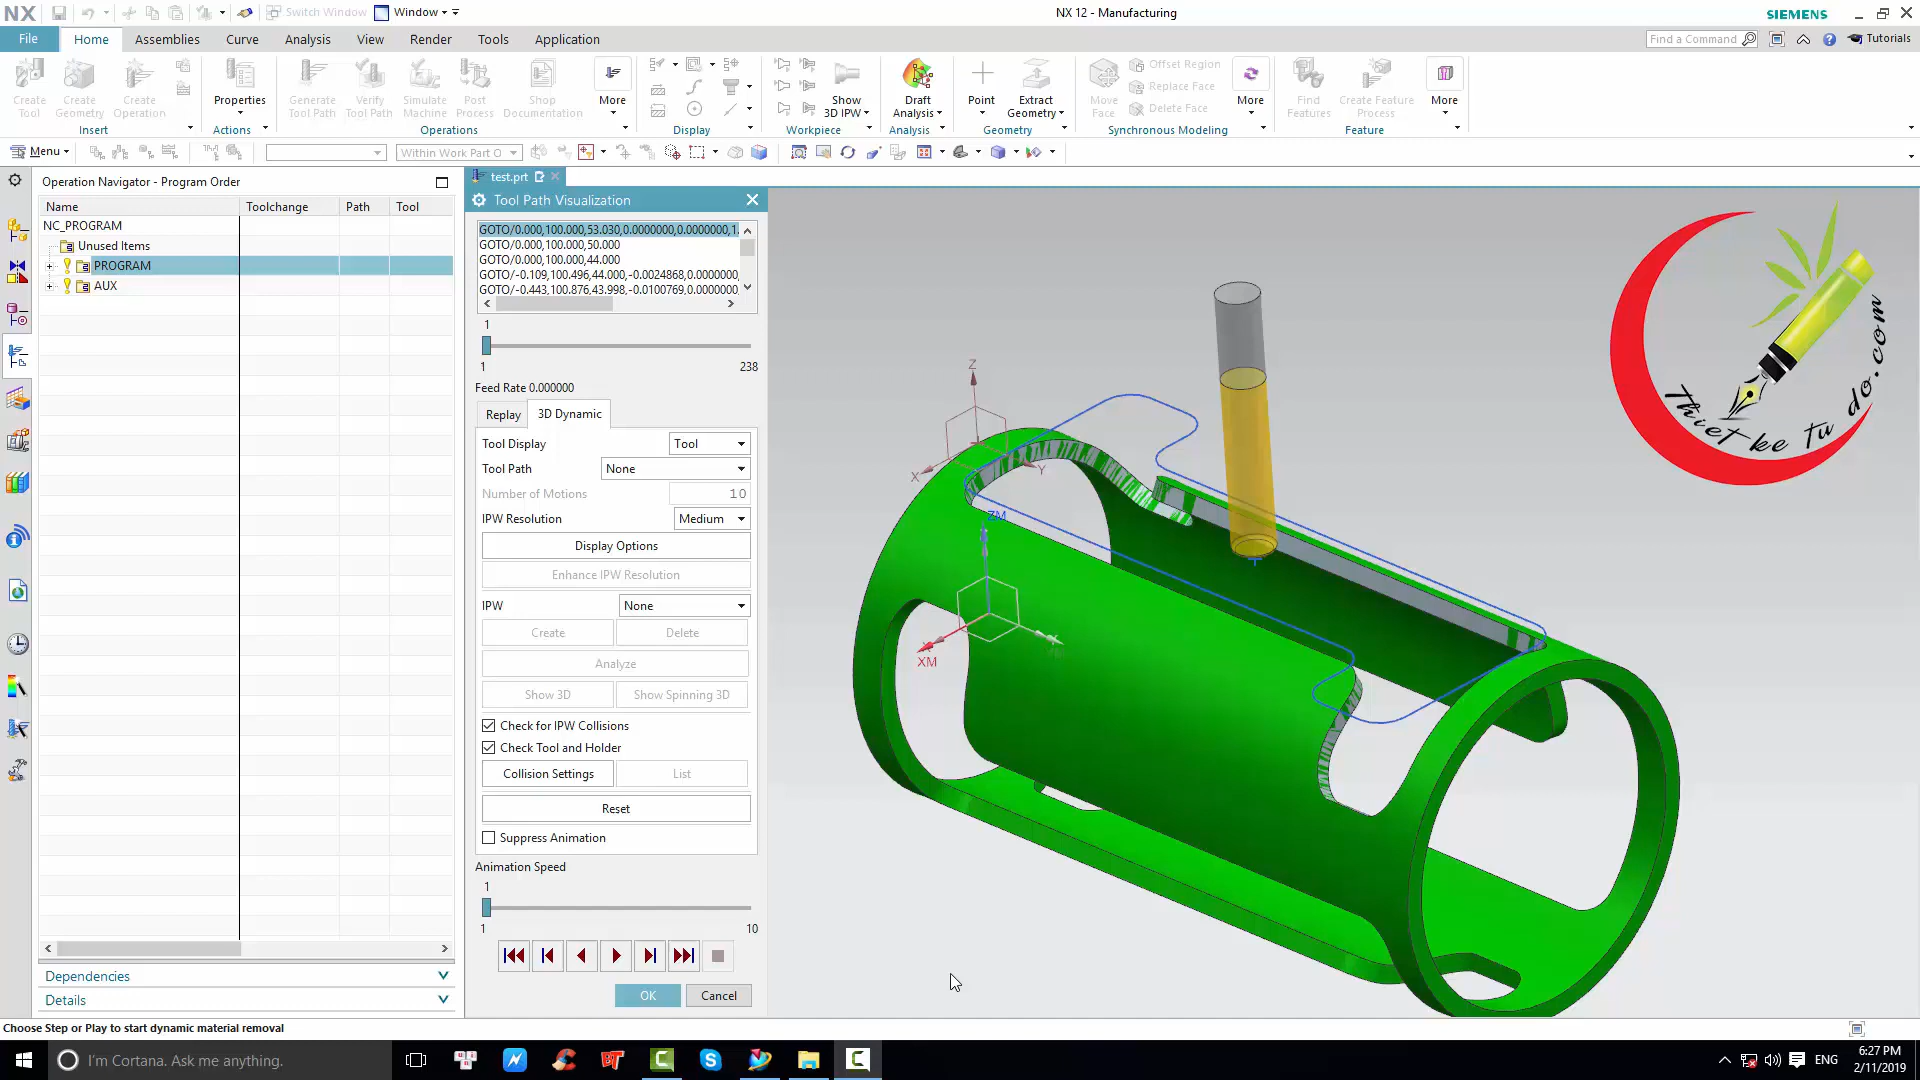 NX
Switch Window
Window
NX 12 - Manufacturing
SIEMENS
File
Home
Assemblies
Curve
Analysis
View
Render
Tools
Application
Find a Command
Tutorials
Create Tool
Create Geometry
Create Operation
Insert
Properties
Actions
Generate Tool Path
Verify Tool Path
Simulate Machine
Post Process
Shop Documentation
More
Operations
Display
Show 3D IPW
Workpiece
Draft Analysis
Analysis
Point
Extract Geometry
Geometry
Move Face
Offset Region
Replace Face
Delete Face
More
Synchronous Modeling
Find Features
Create Feature Process
More
Feature
Menu
Within Work Part O
Operation Navigator - Program Order
Name
Toolchange
Path
Tool
NC_PROGRAM
Unused Items
PROGRAM
AUX
Dependencies
Details
test.prt
Tool Path Visualization
GOTO/0.000,100.000,53.030,0.0000000,0.0000000,1.
GOTO/0.000,100.000,50.000
GOTO/0.000,100.000,44.000
GOTO/-0.109,100.496,44.000,-0.0024868,0.0000000,
GOTO/-0.443,100.876,43.998,-0.0100769,0.0000000,
1
1
238
Feed Rate 0.000000
Replay
3D Dynamic
Tool Display
Tool
Tool Path
None
Number of Motions
10
IPW Resolution
Medium
Display Options
Enhance IPW Resolution
IPW
None
Create
Delete
Analyze
Show 3D
Show Spinning 3D
Check for IPW Collisions
Check Tool and Holder
Collision Settings
List
Reset
Suppress Animation
Animation Speed
1
1
10
OK
Cancel
Z
X
Y
ZM
XM
Thiet ke Tu do.com
Choose Step or Play to start dynamic material removal
I'm Cortana. Ask me anything.
ENG
6:27 PM
2/11/2019